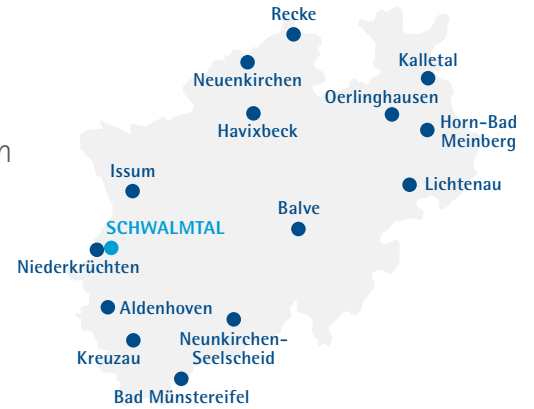 Recke
Kalletal
Neuenkirchen
Oerlinghausen
Havixbeck
Horn-Bad
Meinberg
Issum
Lichtenau
Balve
SCHWALMTAL
Niederkrüchten
Aldenhoven
Neunkirchen-
Seelscheid
Kreuzau
Bad Münstereifel